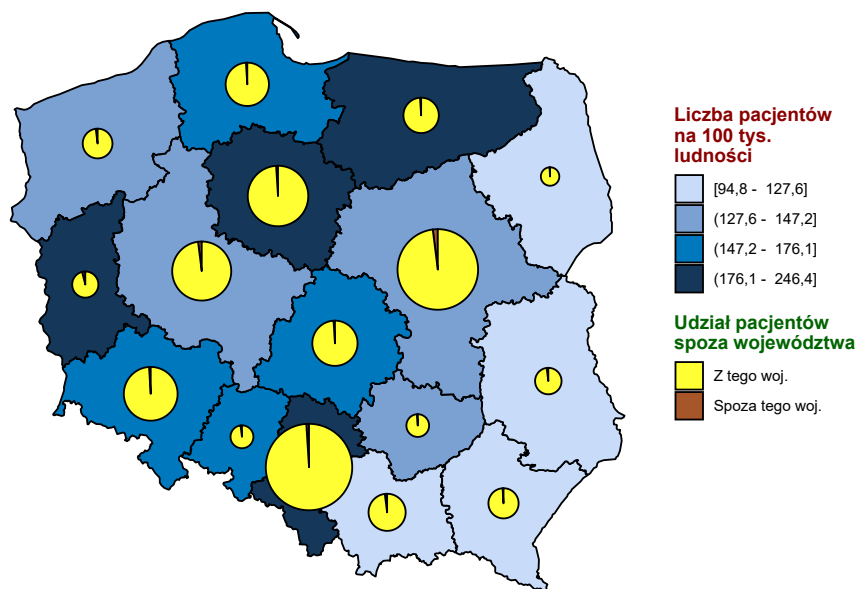 Liczba pacjentów
na 100 tys.
ludności
[94,8 - 127,6]
(127,6 - 147,2]
(147,2 - 176,1]
(176,1 - 246,4]
Udział pacjentów
spoza województwa
Z tego woj.
Spoza tego woj.